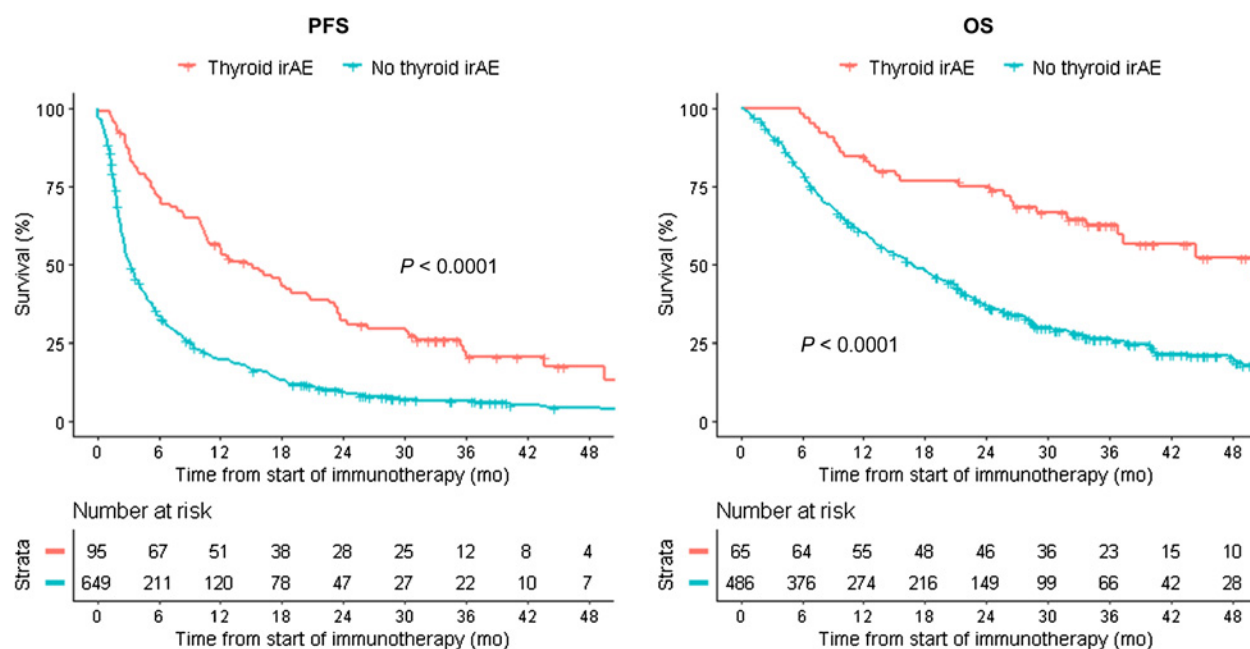 PFS
Thyroid irAE No thyroid irAE
100
75
50
25
0
Survival (%)
P < 0.0001
0 6 12 18 24 30 36 42 48
Time from start of immunotherapy (mo)
Number at risk
Strata
95 67 51 38 28 25 12 8 4
649 211 120 78 47 27 22 10 7
0 6 12 18 24 30 36 42 48
Time from start of immunotherapy (mo)
OS
Thyroid irAE No thyroid irAE
100
75
50
25
0
Survival (%)
P < 0.0001
0 6 12 18 24 30 36 42 48
Time from start of immunotherapy (mo)
Number at risk
Strata
65 64 55 48 46 36 23 15 10
486 376 274 216 149 99 66 42 28
0 6 12 18 24 30 36 42 48
Time from start of immunotherapy (mo)